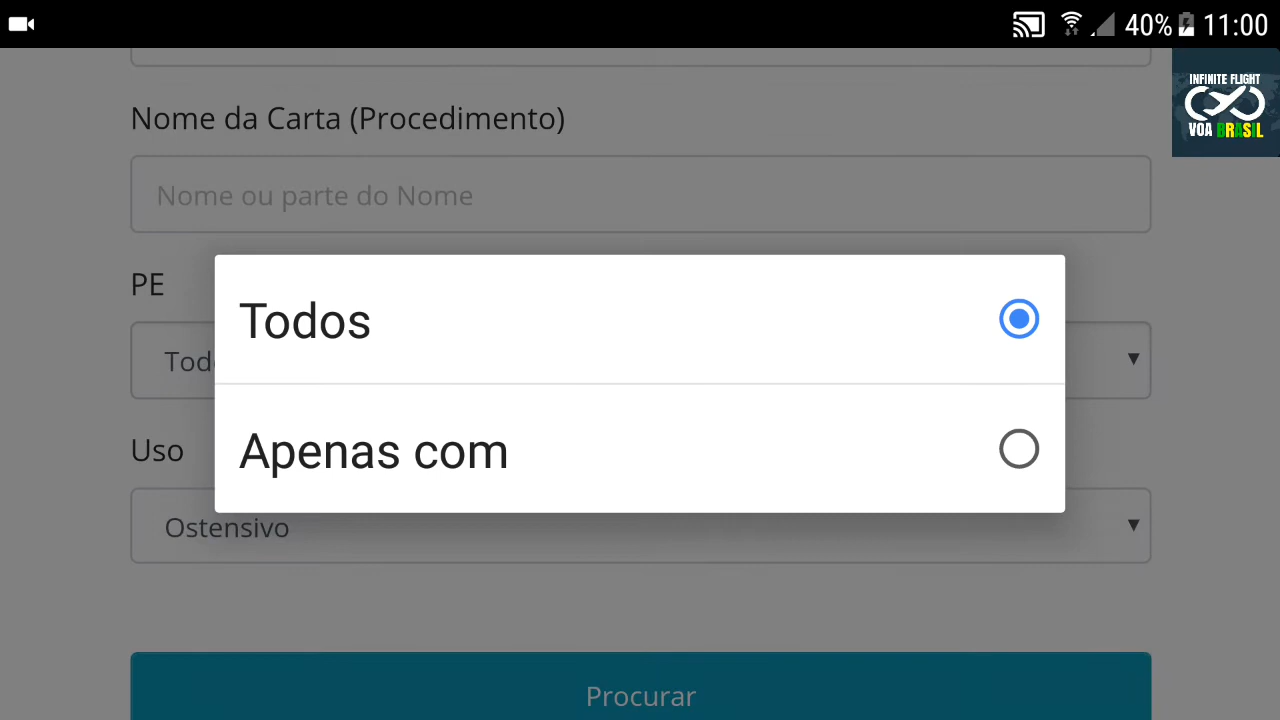 40% 11:00
INFINITE FLIGHT
VOA BRASIL
Nome da Carta (Procedimento)
Nome ou parte do Nome
PE
Tod
Todos
Apenas com
Uso
Ostensivo
Procurar